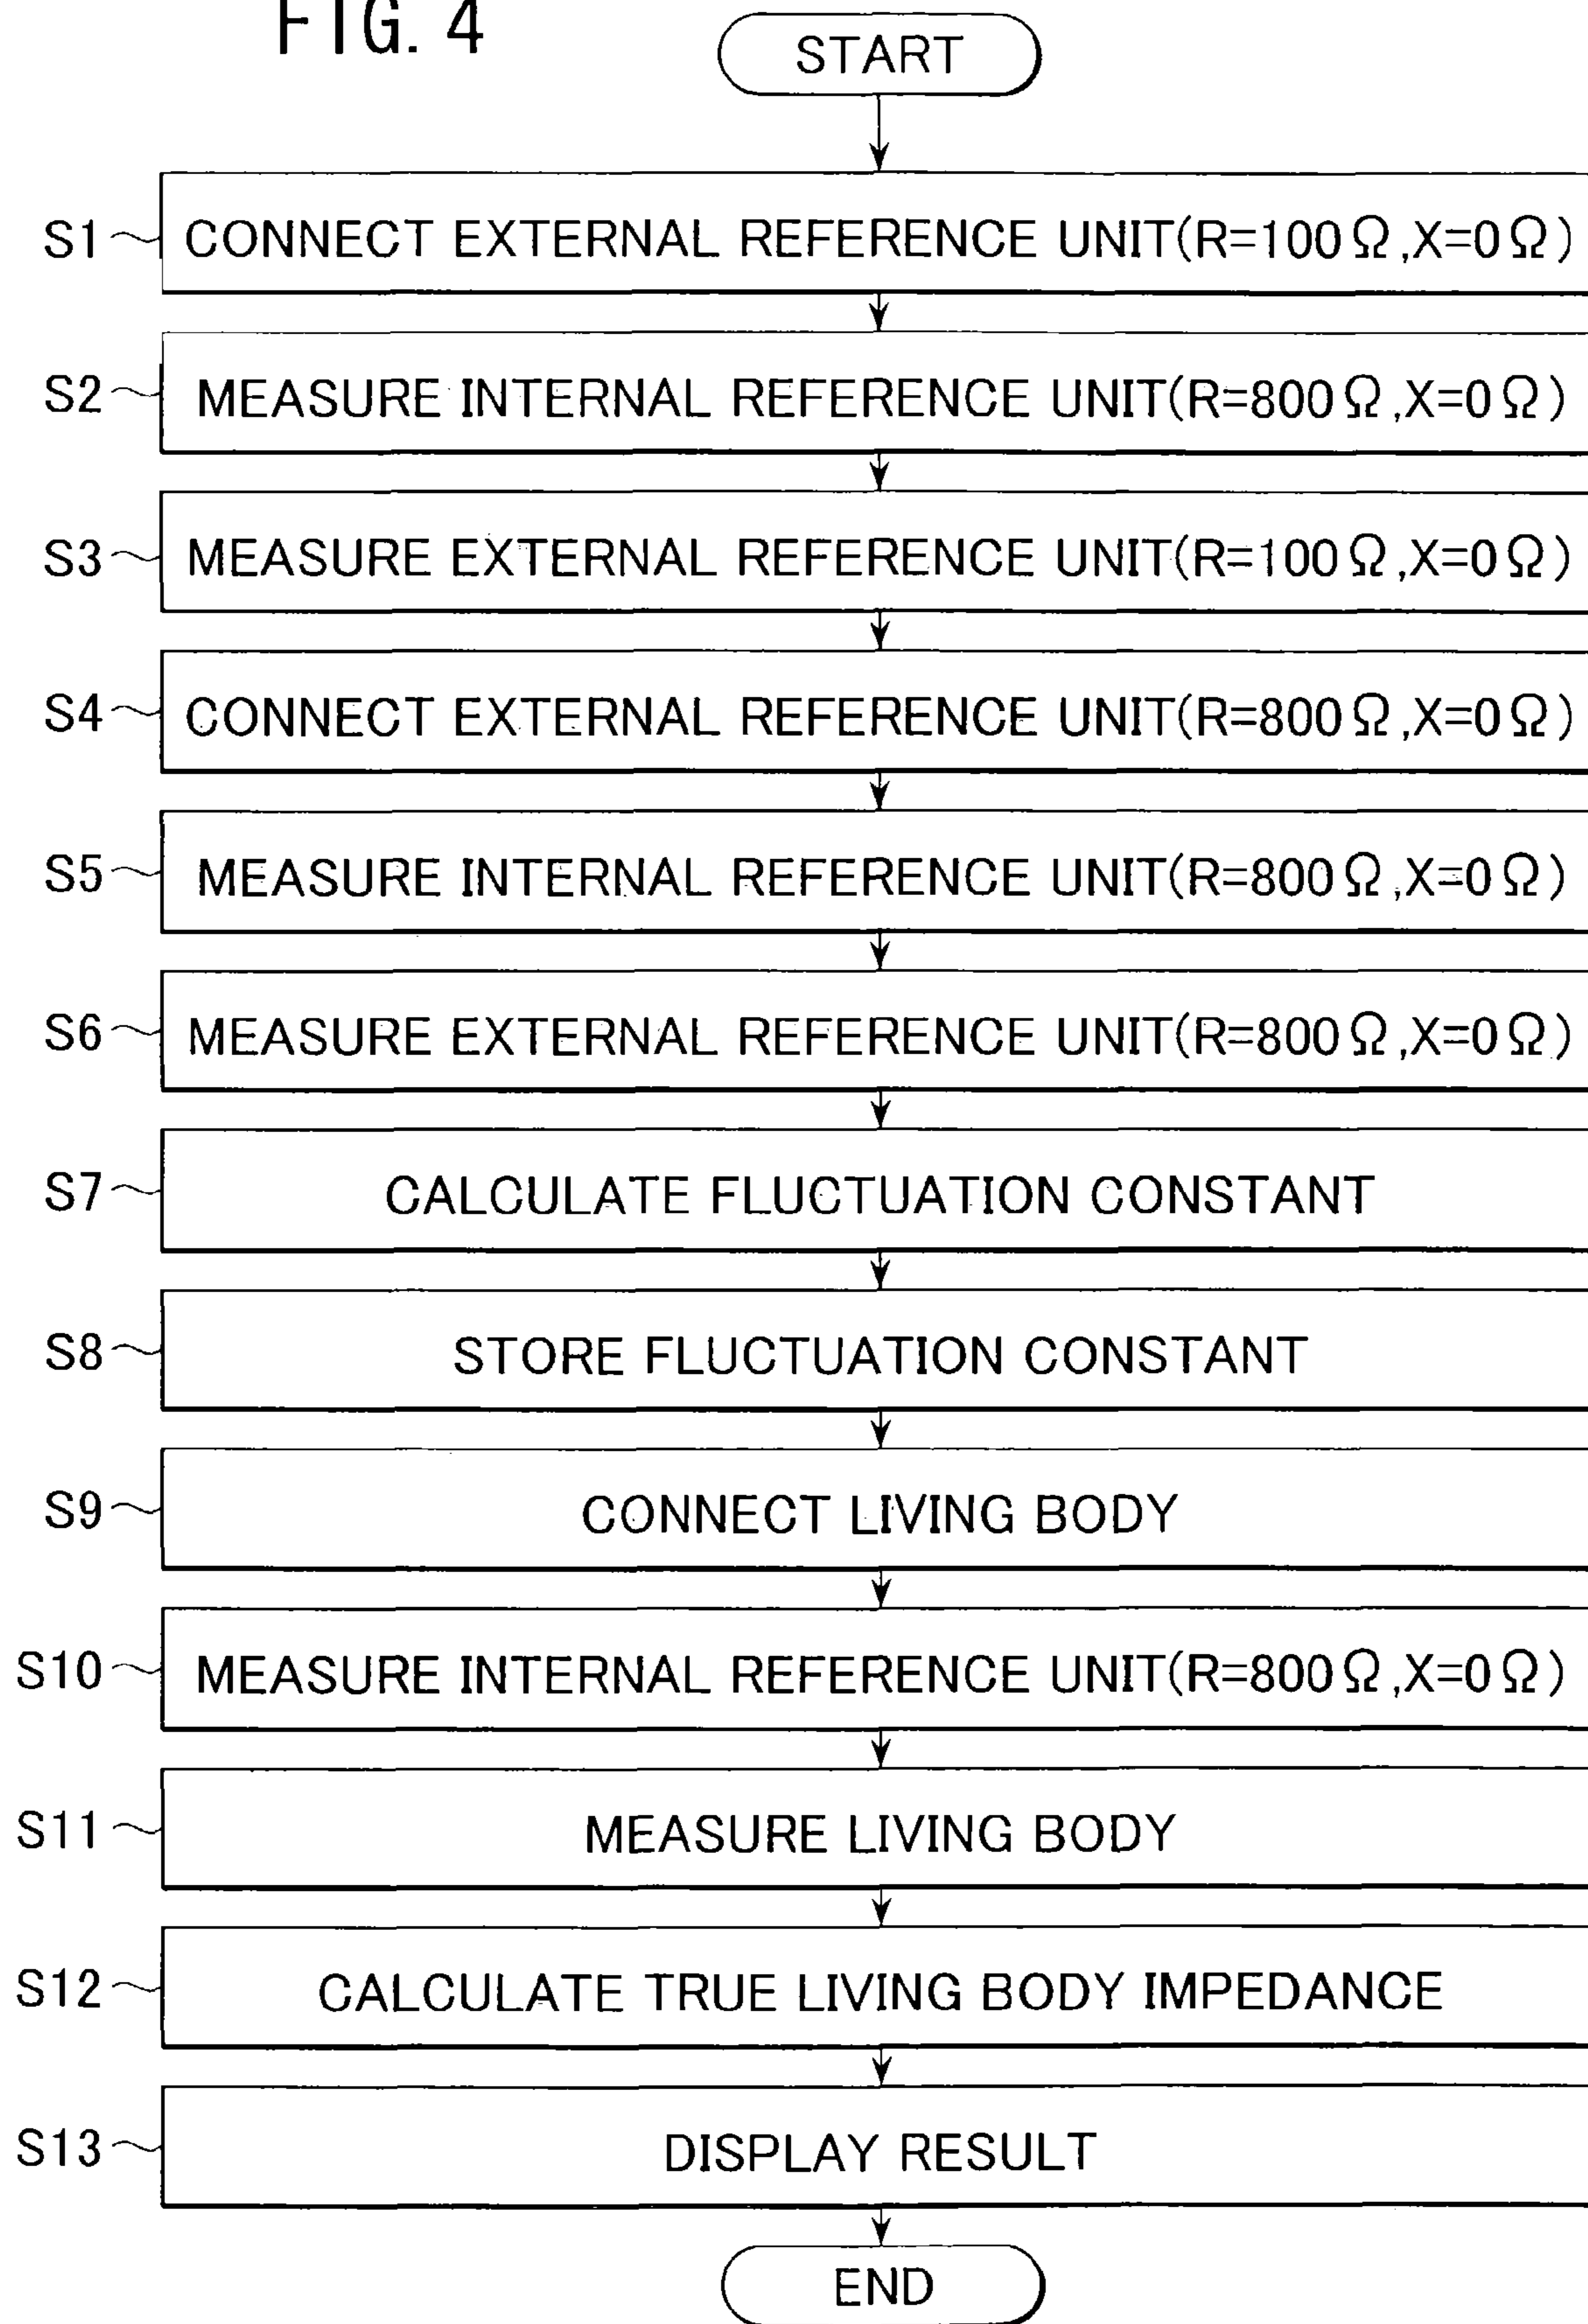 FIG. 4
START
S1 CONNECT EXTERNAL REFERENCE UNIT(R=100Ω,X=0Ω)
S2 MEASURE INTERNAL REFERENCE UNIT(R=800Ω,X=0Ω)
S3 MEASURE EXTERNAL REFERENCE UNIT(R=100Ω,X=0Ω)
S4 CONNECT EXTERNAL REFERENCE UNIT(R=800Ω,X=0Ω)
S5 MEASURE INTERNAL REFERENCE UNIT(R=800Ω,X=0Ω)
S6 MEASURE EXTERNAL REFERENCE UNIT(R=800Ω,X=0Ω)
S7 CALCULATE FLUCTUATION CONSTANT
S8 STORE FLUCTUATION CONSTANT
S9 CONNECT LIVING BODY
S10 MEASURE INTERNAL REFERENCE UNIT(R=800Ω,X=0Ω)
S11 MEASURE LIVING BODY
S12 CALCULATE TRUE LIVING BODY IMPEDANCE
S13 DISPLAY RESULT
END